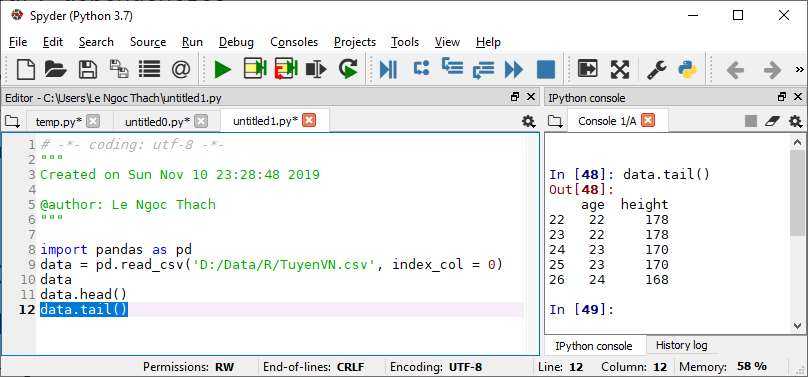 Spyder (Python 3.7)
File Edit Search Source Run Debug Consoles Projects Tools View Help
Editor - C:\Users\Le Ngoc Thach\untitled1.py
temp.py* untitled0.py* untitled1.py*
1 # -*- coding: utf-8 -*-
2 """
3 Created on Sun Nov 10 23:28:48 2019
4
5 @author: Le Ngoc Thach
6 """
7
8 import pandas as pd
9 data = pd.read_csv('D:/Data/R/TuyenVN.csv', index_col = 0)
10 data
11 data.head()
12 data.tail()
IPython console
Console 1/A
In [48]: data.tail()
Out[48]:
age height
22 22 178
23 22 178
24 23 170
25 23 170
26 24 168
In [49]:
IPython console History log
Permissions: RW End-of-lines: CRLF Encoding: UTF-8 Line: 12 Column: 12 Memory: 58 %